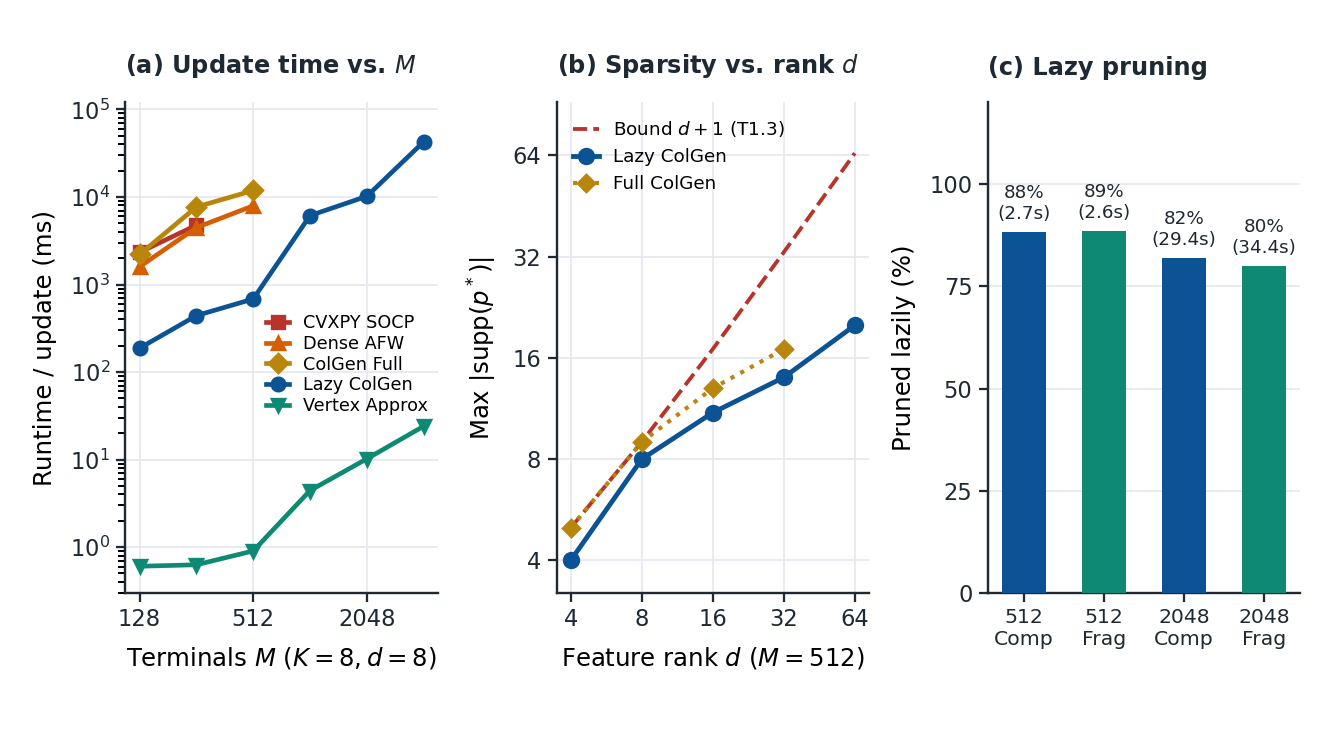 (a) Update time vs. M
10^5
10^4
10^3
10^2
10^1
10^0
Runtime / update (ms)
CVXPY SOCP
Dense AFW
ColGen Full
Lazy ColGen
Vertex Approx
128 512 2048
Terminals M (K = 8, d = 8)
(b) Sparsity vs. rank d
Bound d + 1 (T1.3)
Lazy ColGen
Full ColGen
64
32
16
8
4
Max |supp(p^*)|
4 8 16 32 64
Feature rank d (M = 512)
(c) Lazy pruning
100
75
50
25
0
Pruned lazily (%)
88%
(2.7s)
89%
(2.6s)
82%
(29.4s)
80%
(34.4s)
512
Comp
512
Frag
2048
Comp
2048
Frag